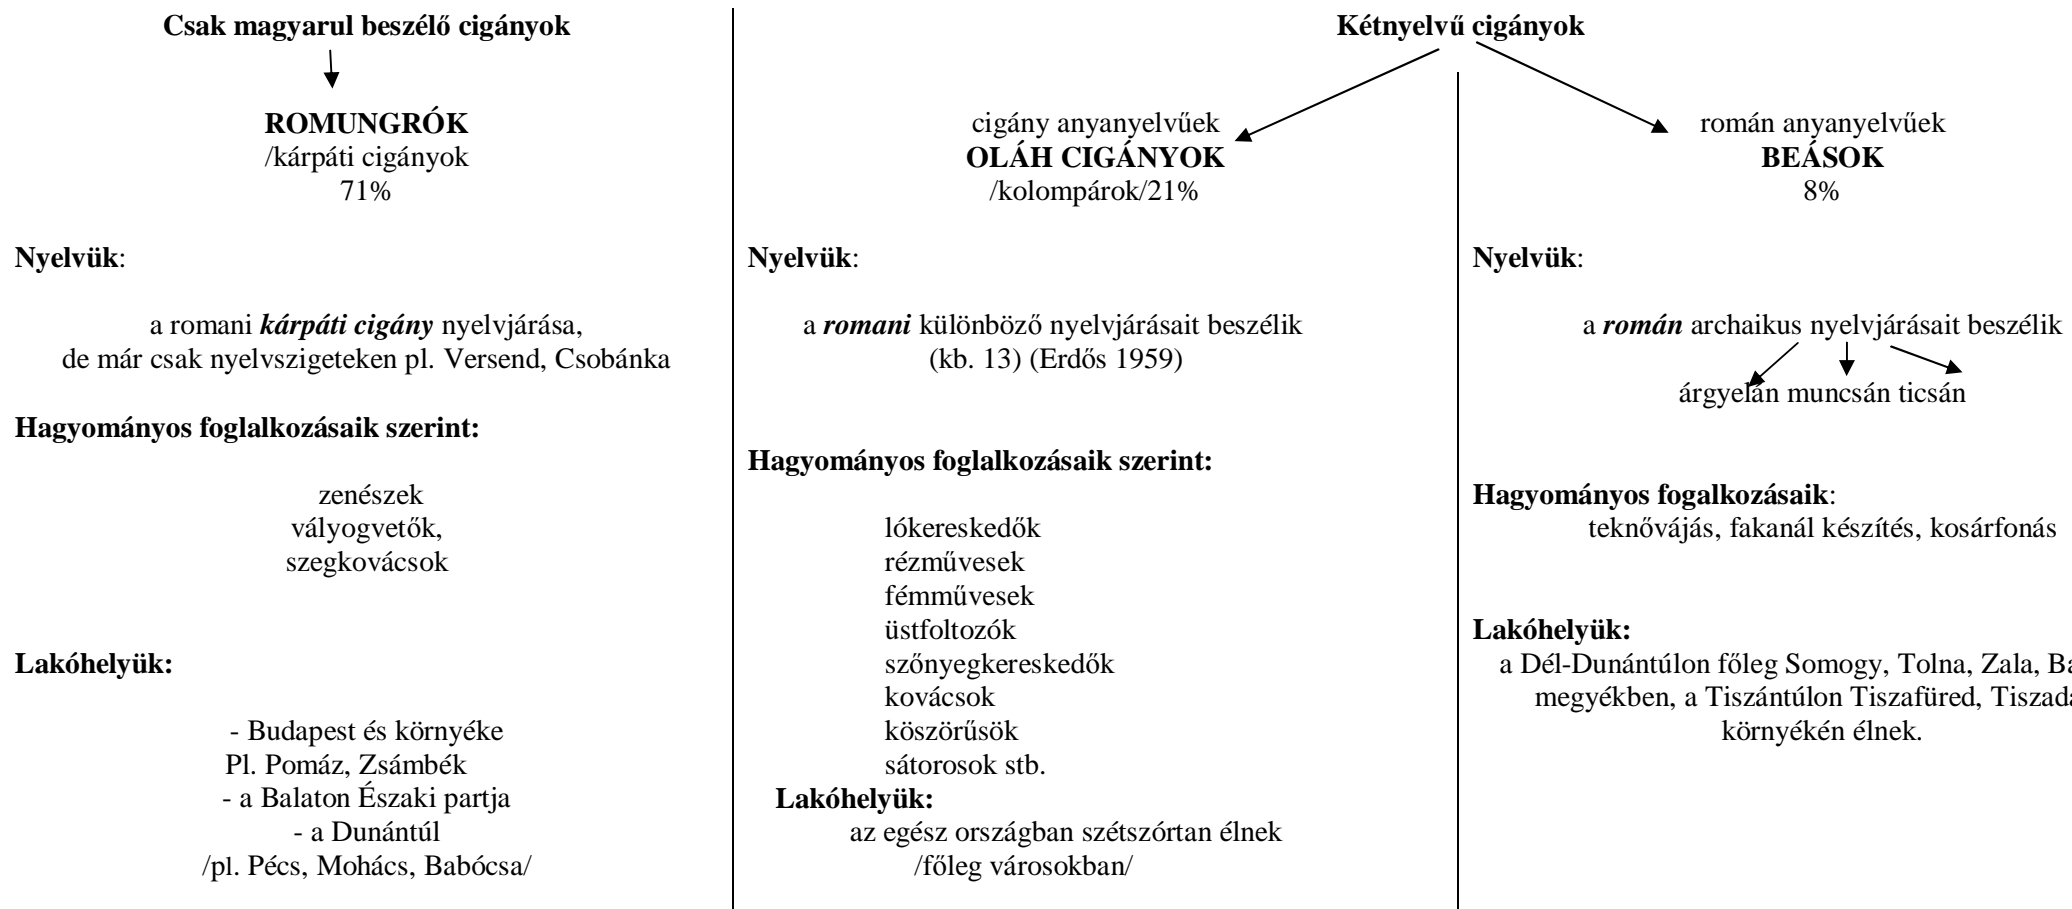 Csak magyarul beszélő cigányok
ROMUNGRÓK
/kárpáti cigányok
71%
Nyelvük:
a romani kárpáti cigány nyelvjárása,
de már csak nyelvszigeteken pl. Versend, Csobánka
Hagyományos foglalkozásaik szerint:
zenészek
vályogvetők,
szegkovácsok
Lakóhelyük:
- Budapest és környéke
Pl. Pomáz, Zsámbék
- a Balaton Északi partja
- a Dunántúl
/pl. Pécs, Mohács, Babócsa/
Kétnyelvű cigányok
cigány anyanyelvűek
OLÁH CIGÁNYOK
/kolompárok/21%
Nyelvük:
a romani különböző nyelvjárásait beszélik
(kb. 13) (Erdős 1959)
Hagyományos foglalkozásaik szerint:
lókereskedők
rézművesek
fémművesek
üstfoltozók
szőnyegkereskedők
kovácsok
köszörűsök
sátorosok stb.
Lakóhelyük:
az egész országban szétszórtan élnek
/főleg városokban/
román anyanyelvűek
BEÁSOK
8%
Nyelvük:
a román archaikus nyelvjárásait beszélik
árgyelán muncsán ticsán
Hagyományos fogalkozásaik:
teknővájás, fakanál készítés, kosárfonás
Lakóhelyük:
a Dél-Dunántúlon főleg Somogy, Tolna, Zala,
megyékben, a Tiszántúlon Tiszafüred,
környékén élnek.